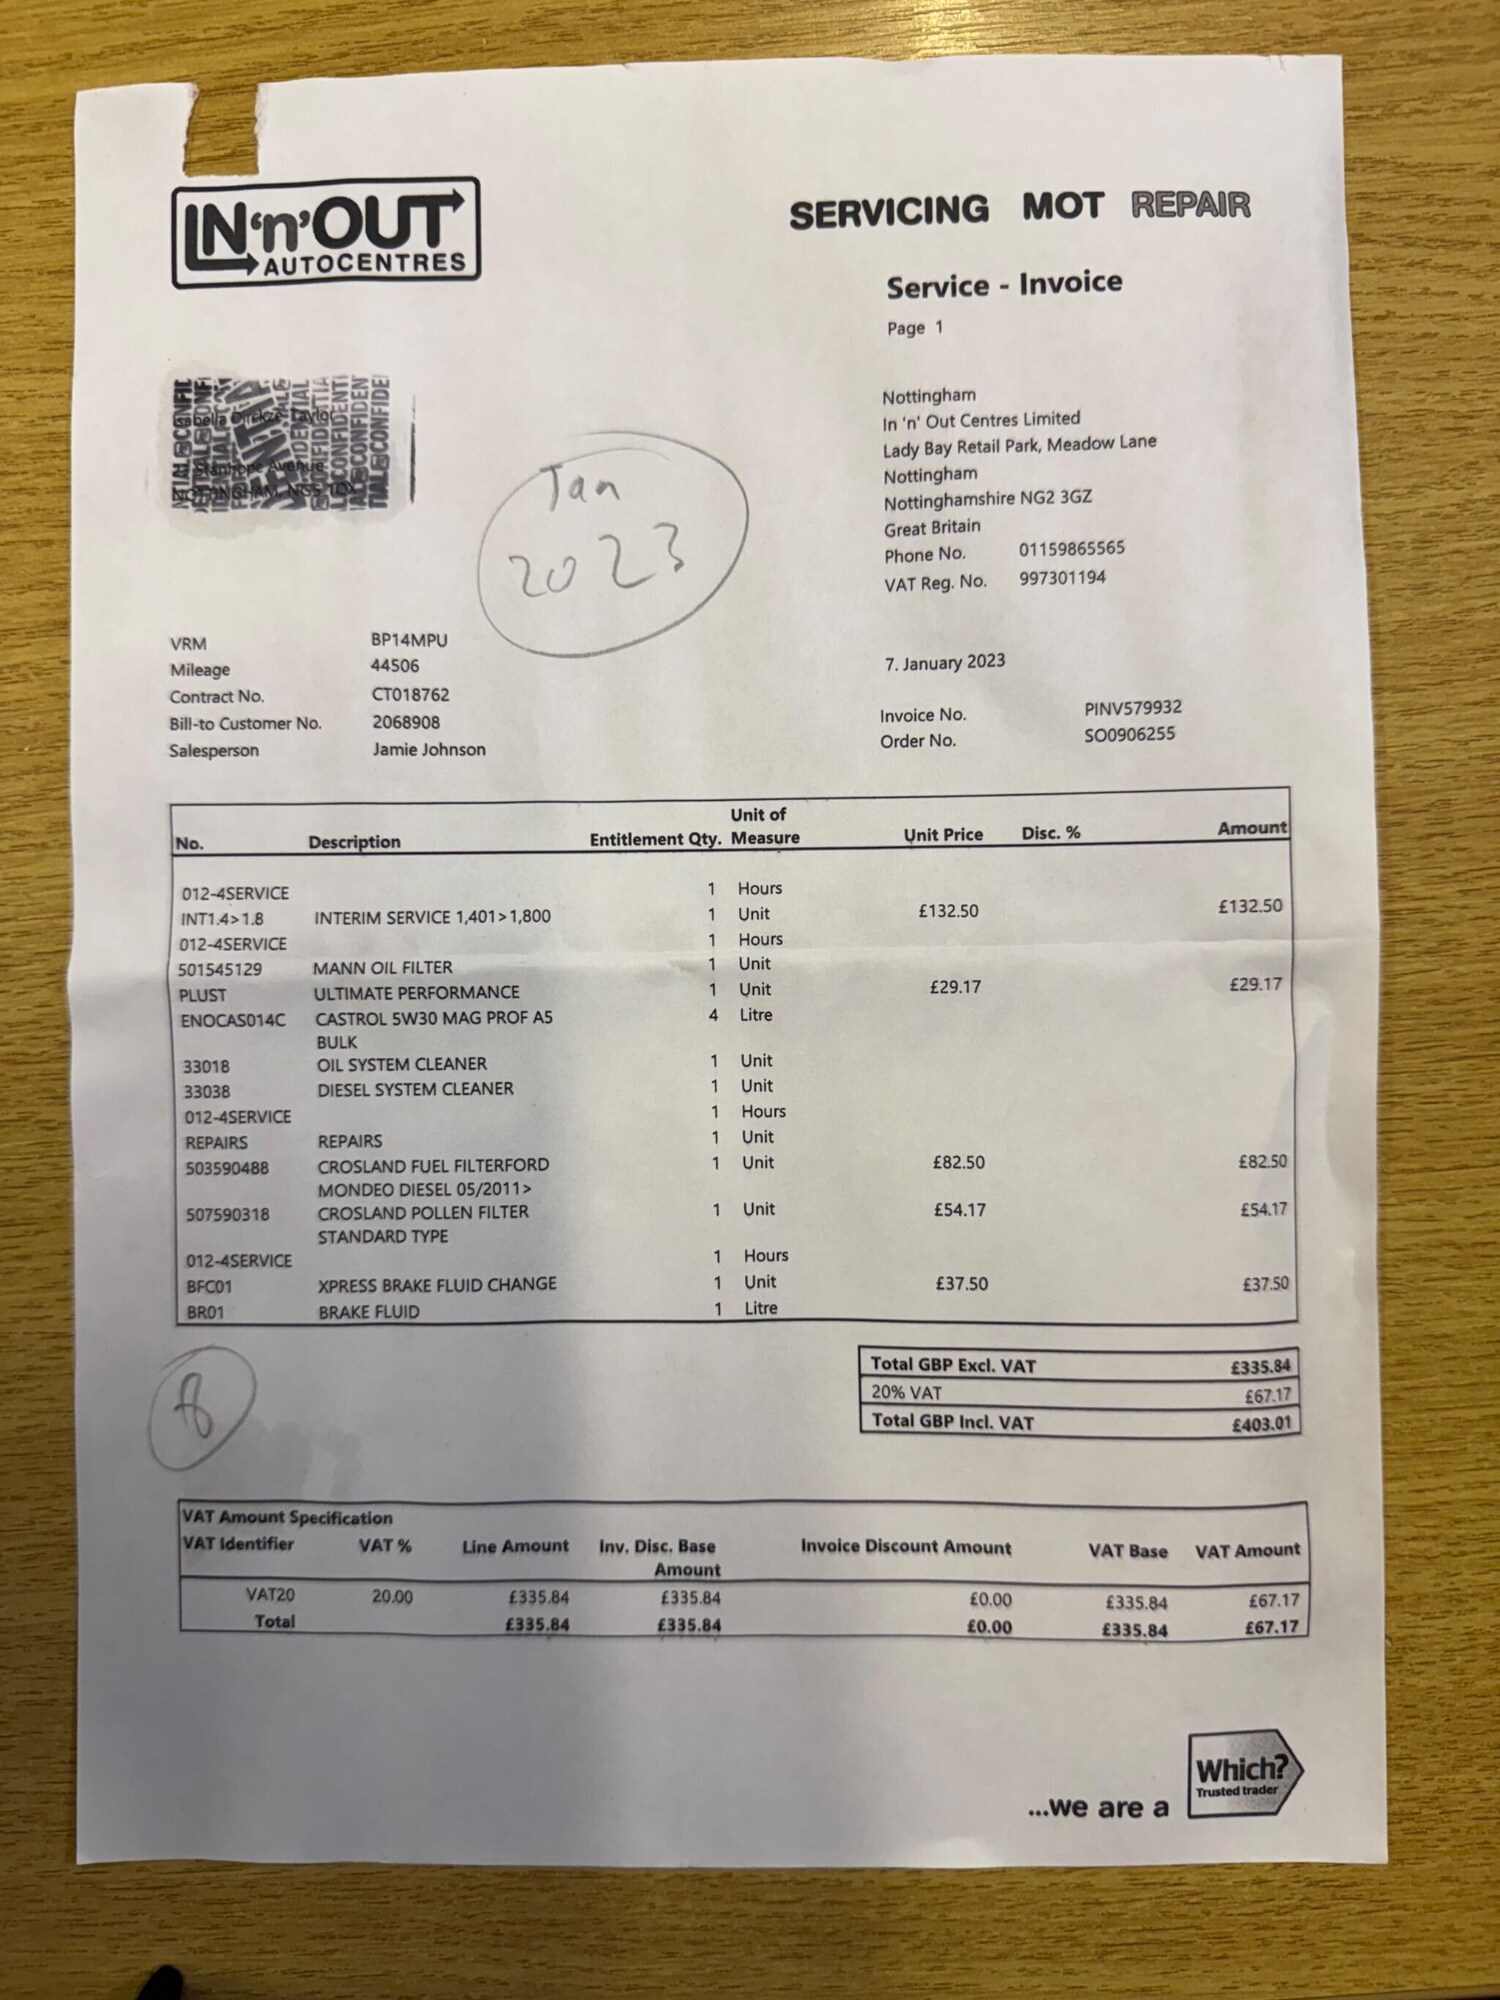 IN'n'OUT
AUTOCENTRES
SERVICING MOT REPAIR
Service - Invoice
Page 1
Nottingham
In 'n' Out Centres Limited
Lady Bay Retail Park, Meadow Lane
Nottingham
Nottinghamshire NG2 3GZ
Great Britain
Phone No. 01159865565
VAT Reg. No. 997301194
Jan
2023
VRM BP14MPU
Mileage 44506
Contract No. CT018762
Bill-to Customer No. 2068908
Salesperson Jamie Johnson
7. January 2023
Invoice No. PINV579932
Order No. SO0906255
Unit of
No. Description Entitlement Qty. Measure Unit Price Disc. % Amount
012-4SERVICE 1 Hours
INT1.4>1.8 INTERIM SERVICE 1,401>1,800 1 Unit £132.50 £132.50
012-4SERVICE 1 Hours
501545129 MANN OIL FILTER 1 Unit
PLUST ULTIMATE PERFORMANCE 1 Unit £29.17 £29.17
ENOCAS014C CASTROL 5W30 MAG PROF A5 4 Litre
BULK
33018 OIL SYSTEM CLEANER 1 Unit
33038 DIESEL SYSTEM CLEANER 1 Unit
012-4SERVICE 1 Hours
REPAIRS REPAIRS 1 Unit
503590488 CROSLAND FUEL FILTERFORD 1 Unit £82.50 £82.50
MONDEO DIESEL 05/2011>
507590318 CROSLAND POLLEN FILTER 1 Unit £54.17 £54.17
STANDARD TYPE
012-4SERVICE 1 Hours
BFC01 XPRESS BRAKE FLUID CHANGE 1 Unit £37.50 £37.50
BR01 BRAKE FLUID 1 Litre
Total GBP Excl. VAT £335.84
20% VAT £67.17
Total GBP Incl. VAT £403.01
VAT Amount Specification
VAT Identifier VAT % Line Amount Inv. Disc. Base Invoice Discount Amount VAT Base VAT Amount
Amount
VAT20 20.00 £335.84 £335.84 £0.00 £335.84 £67.17
Total £335.84 £335.84 £0.00 £335.84 £67.17
...we are a
Which?
Trusted trader